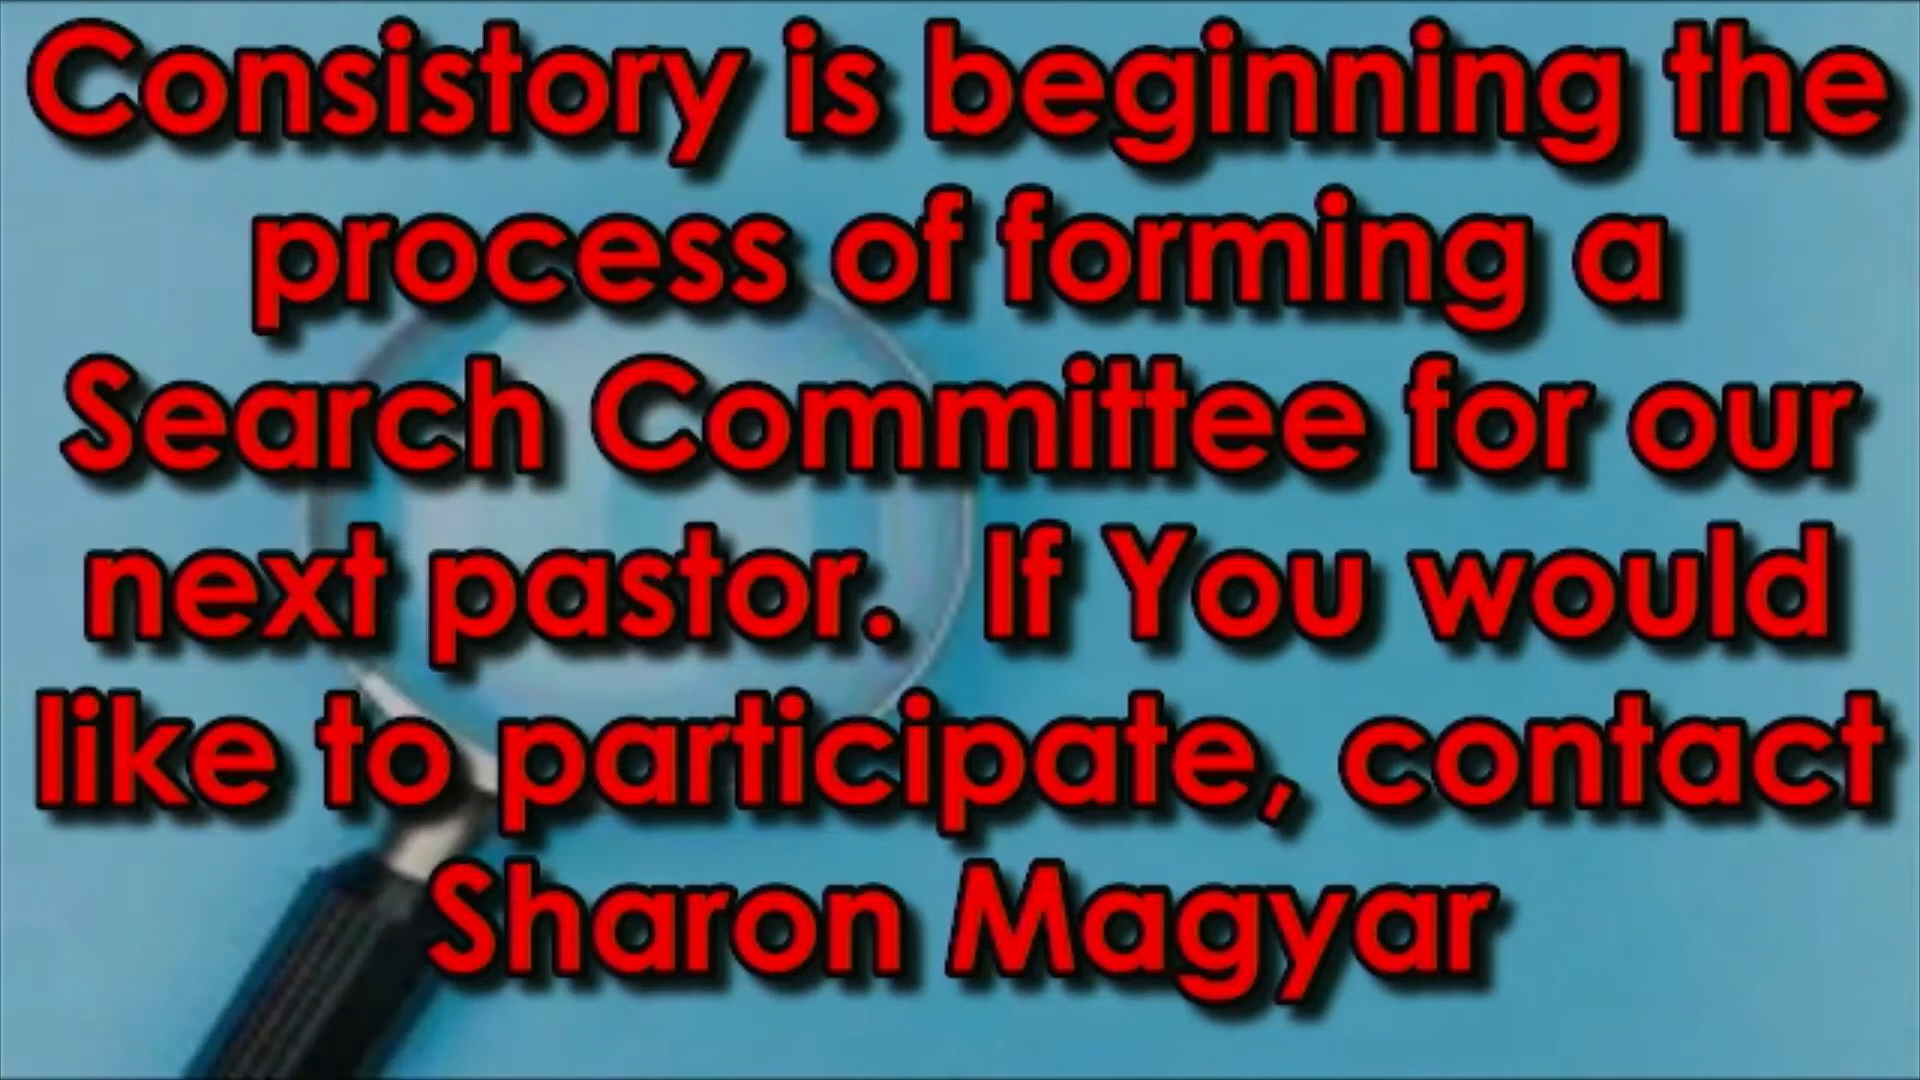 Consistory is beginning the
process of forming a
Search Committee for our
next pastor.  If You would
like to participate, contact
Sharon Magyar